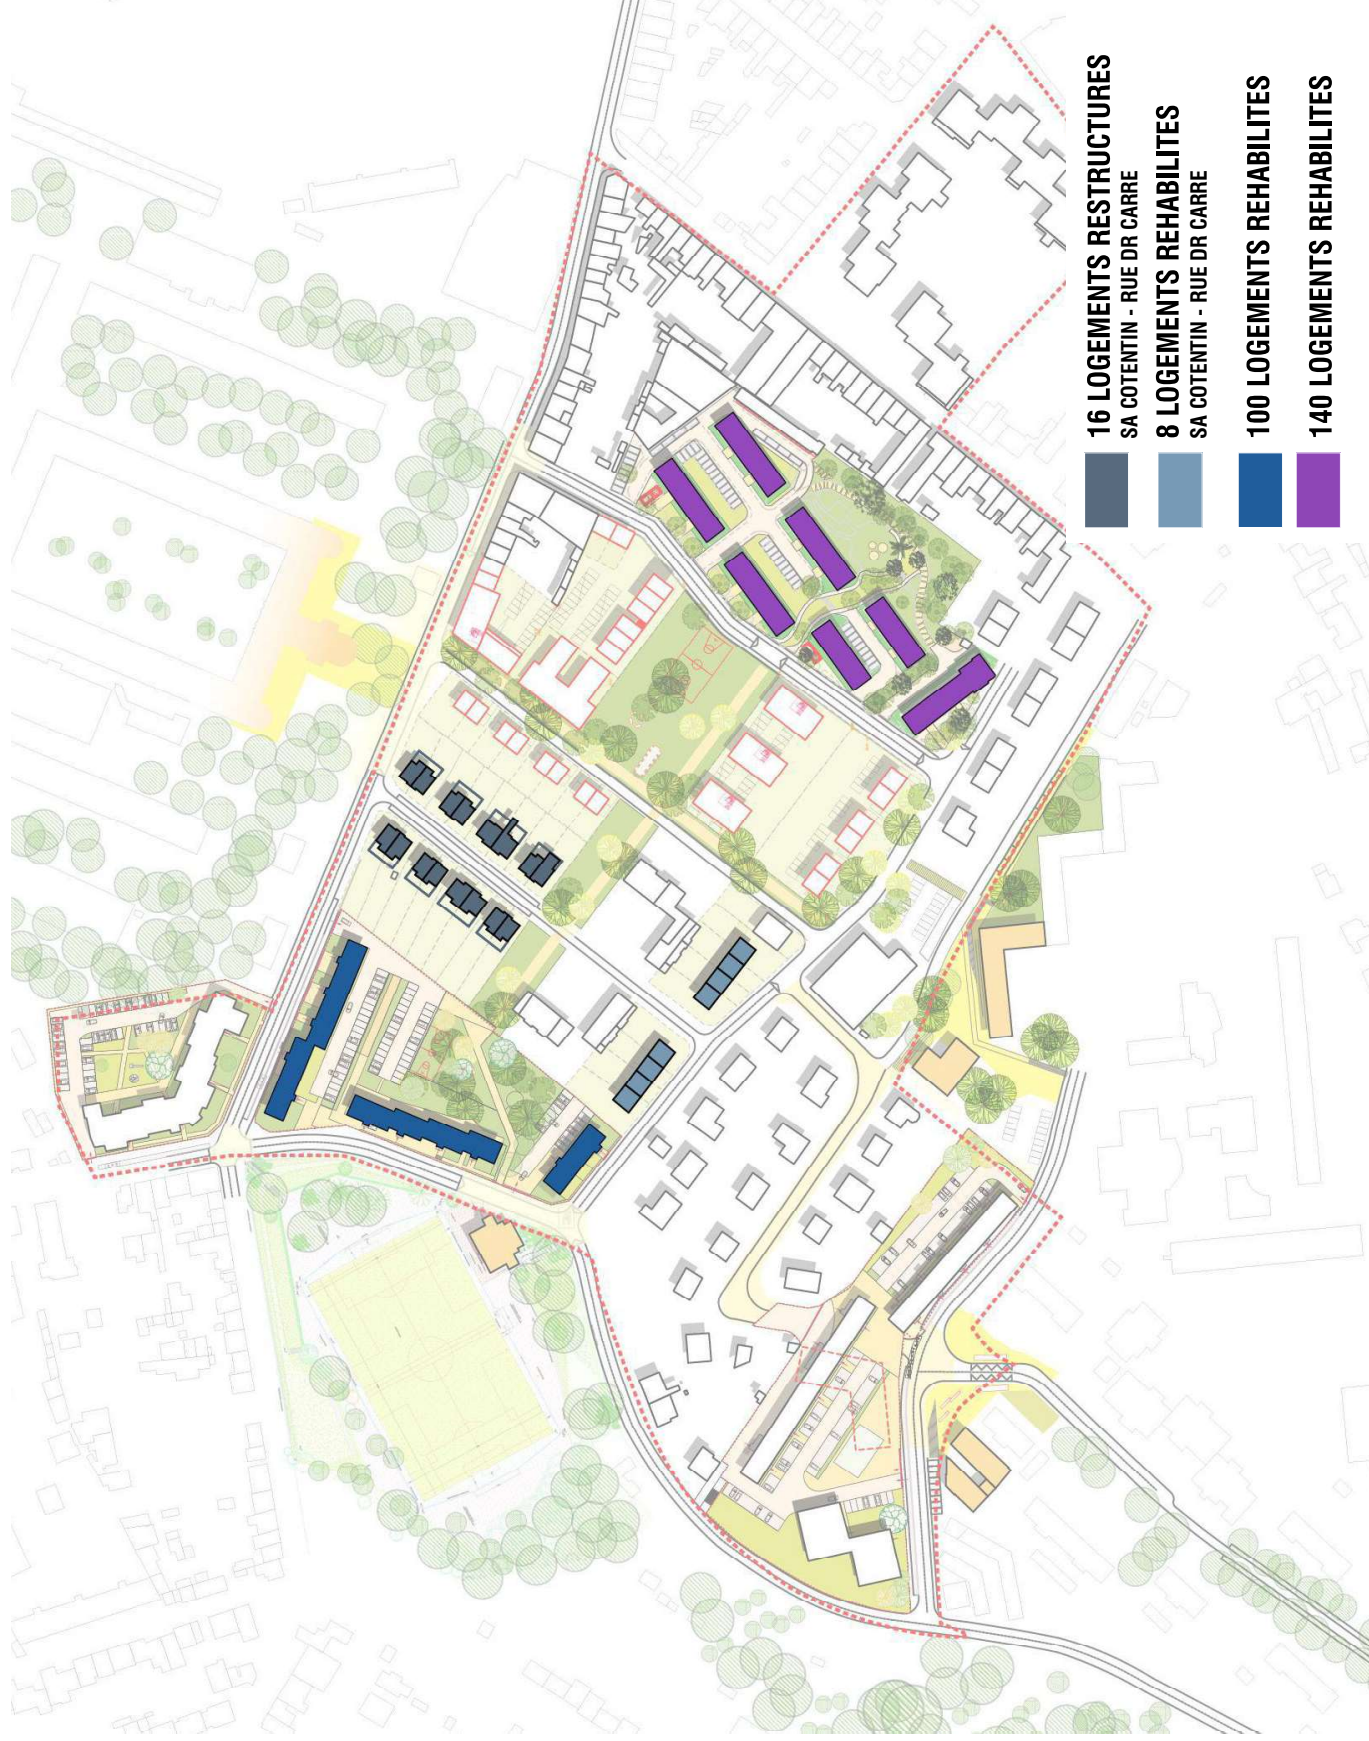 16 LOGEMENTS RESTRUCTURES
SA COTENTIN - RUE DR CARRE
8 LOGEMENTS REHABILITES
SA COTENTIN - RUE DR CARRE
100 LOGEMENTS REHABILITES
140 LOGEMENTS REHABILITES